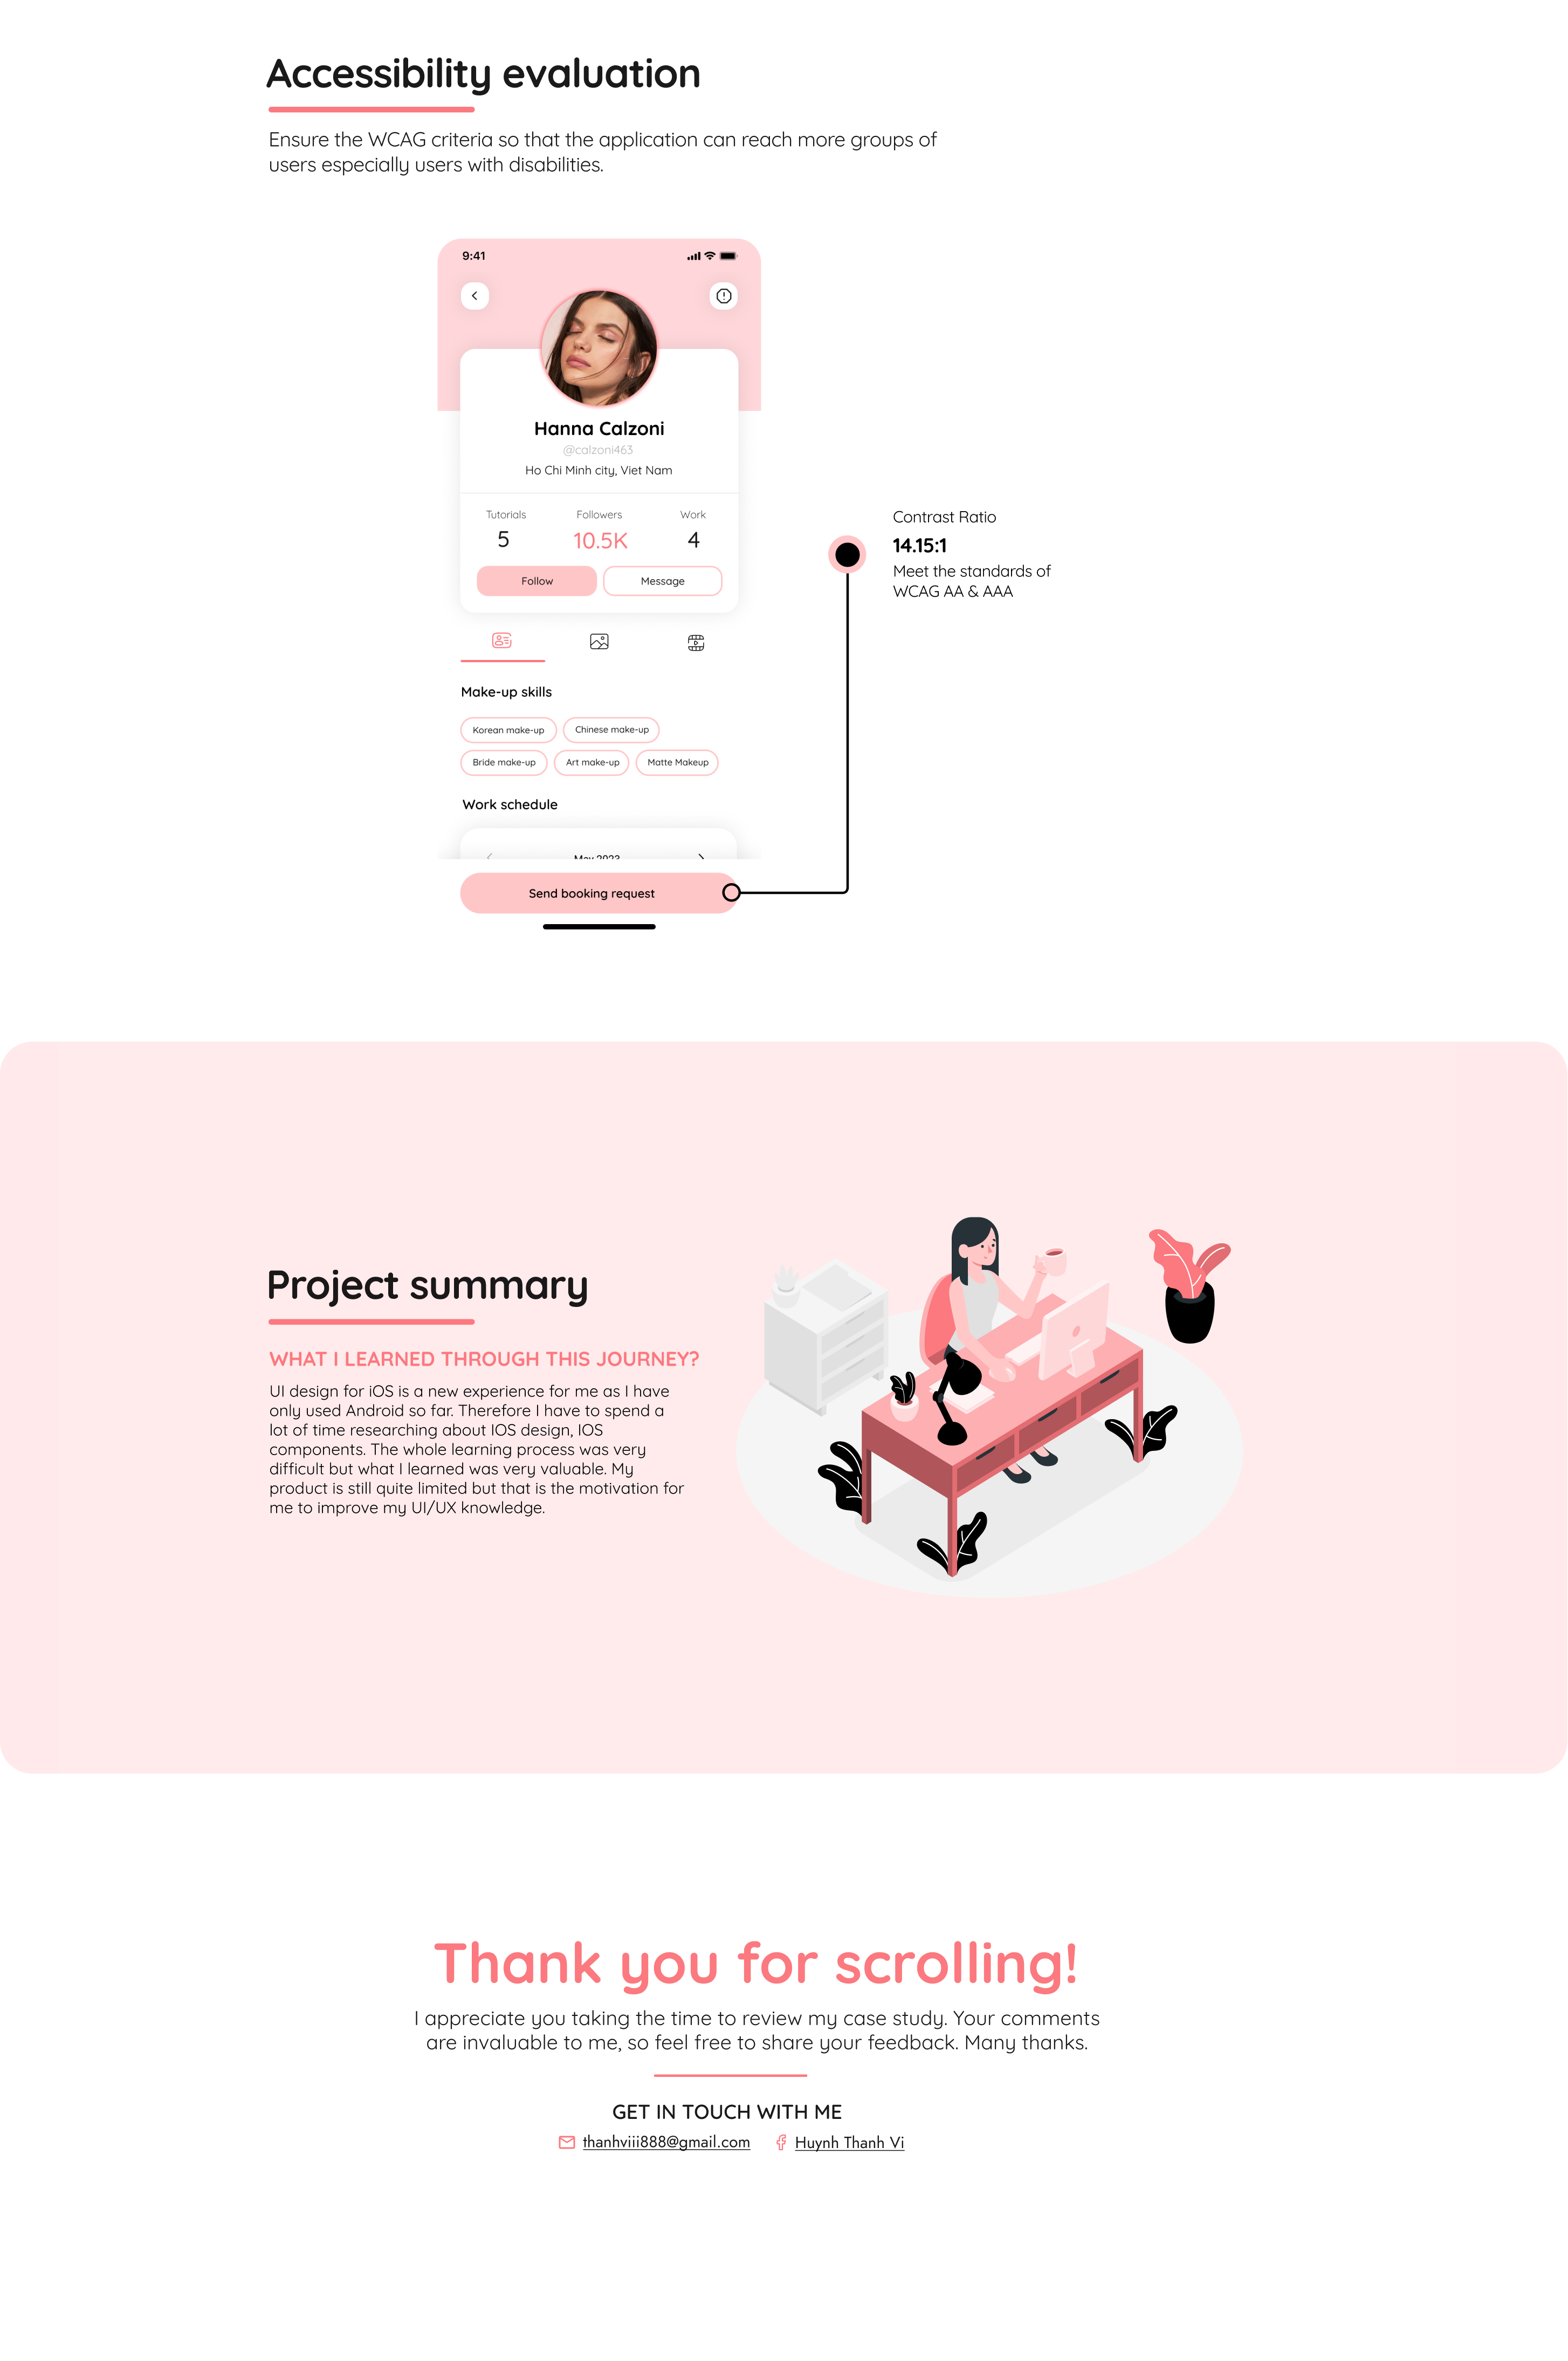 Accessibility evaluation
Ensure the WCAG criteria so that the application can reach more groups of
users especially users with disabilities.
9:41
Hanna Calzoni
@calzoni463
Ho Chi Minh city, Viet Nam
Tutorials Followers Work
5 10.5K 4
Follow Message
Make-up skills
Korean make-up Chinese make-up
Bride make-up Art make-up Matte Makeup
Work schedule
May 2023
Send booking request
Contrast Ratio
14.15:1
Meet the standards of
WCAG AA & AAA
Project summary
WHAT I LEARNED THROUGH THIS JOURNEY?
UI design for iOS is a new experience for me as I have
only used Android so far. Therefore I have to spend a
lot of time researching about IOS design, IOS
components. The whole learning process was very
difficult but what I learned was very valuable. My
product is still quite limited but that is the motivation for
me to improve my UI/UX knowledge.
Thank you for scrolling!
I appreciate you taking the time to review my case study. Your comments
are invaluable to me, so feel free to share your feedback. Many thanks.
GET IN TOUCH WITH ME
thanhviii888@gmail.com Huynh Thanh Vi